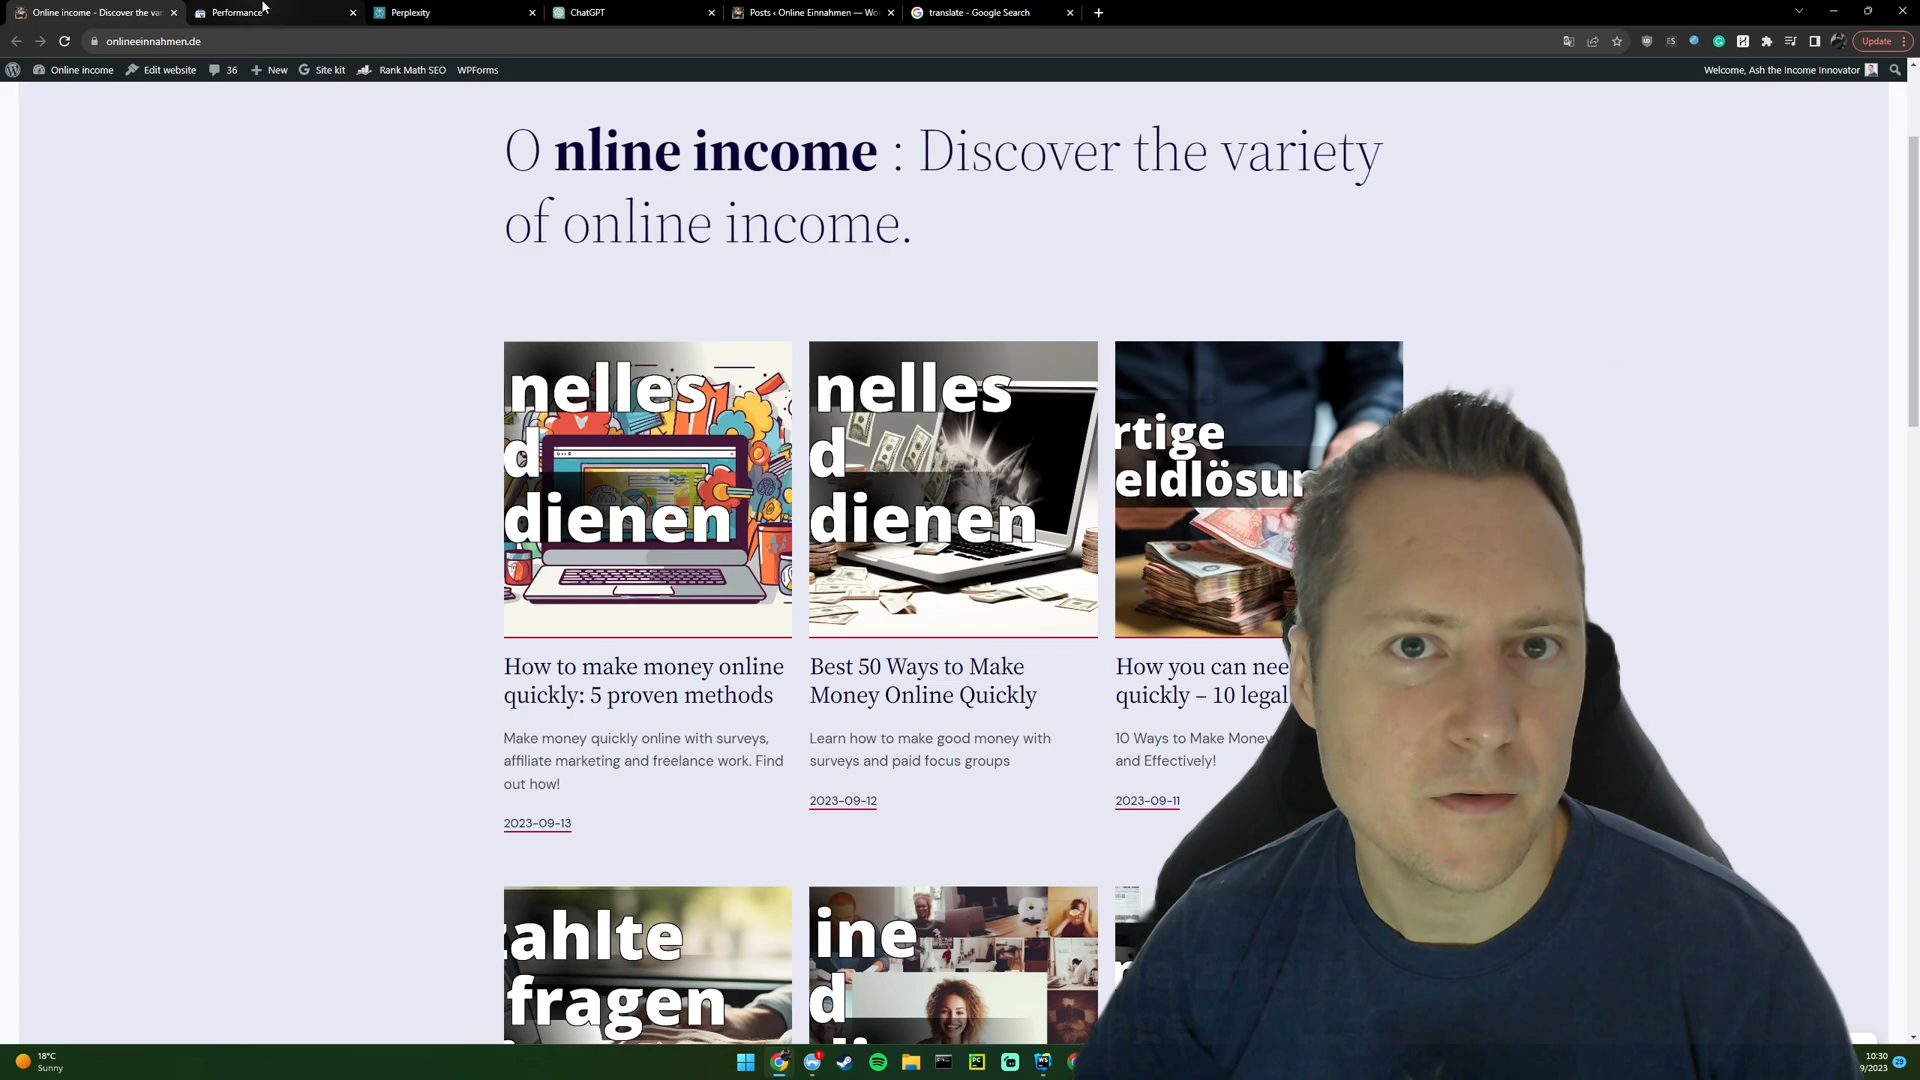 Online income - Discover the va
Performance
Perplexity
ChatGPT
Posts ‹ Online Einnahmen — Wo
translate - Google Search
onlineeinnahmen.de
Update
Online income
Edit website
36
New
Site kit
Rank Math SEO
WPForms
Welcome, Ash the Income Innovator
O nline income : Discover the variety
of online income.
nelles
d
dienen
nelles
d
dienen
rtige
eldlösun
How to make money online
quickly: 5 proven methods
Make money quickly online with surveys,
affiliate marketing and freelance work. Find
out how!
2023-09-13
Best 50 Ways to Make
Money Online Quickly
Learn how to make good money with
surveys and paid focus groups
2023-09-12
How you can nee
quickly – 10 legal
10 Ways to Make Money
and Effectively!
2023-09-11
zahlte
fragen
ine
d
18°C
Sunny
1
10:30
9/2023
29